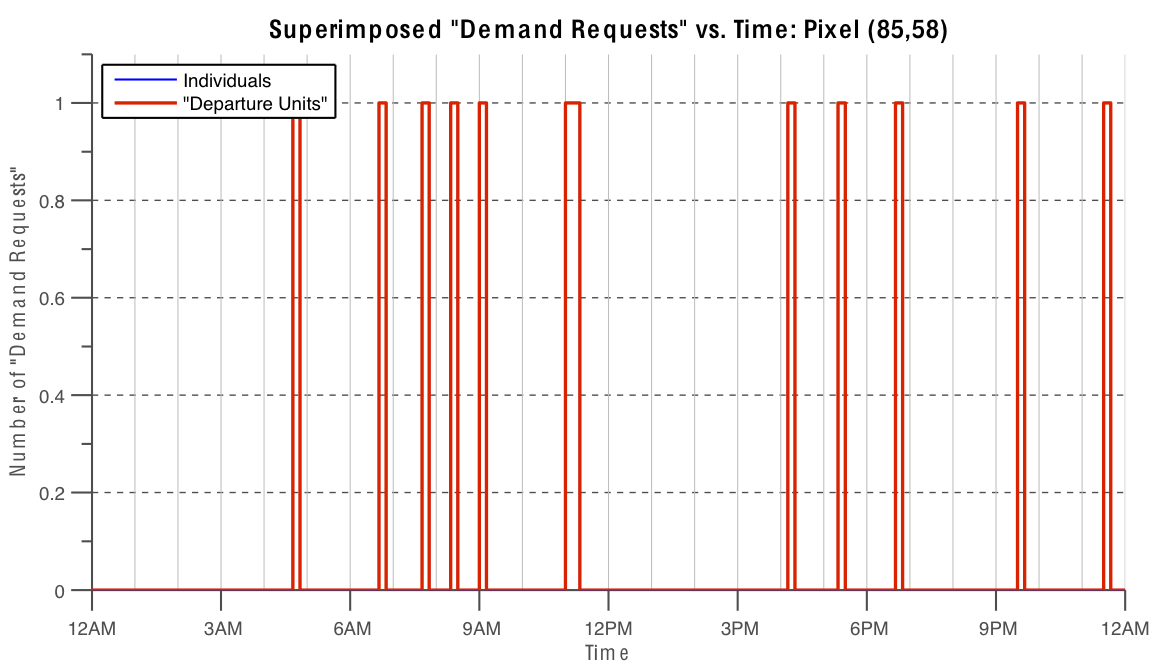 Superimposed "Demand Requests" vs. Time: Pixel (85,58)
Individuals
"Departure Units"
Number of "Demand Requests"
1
0.8
0.6
0.4
0.2
0
12AM 3AM 6AM 9AM 12PM 3PM 6PM 9PM 12AM
Time